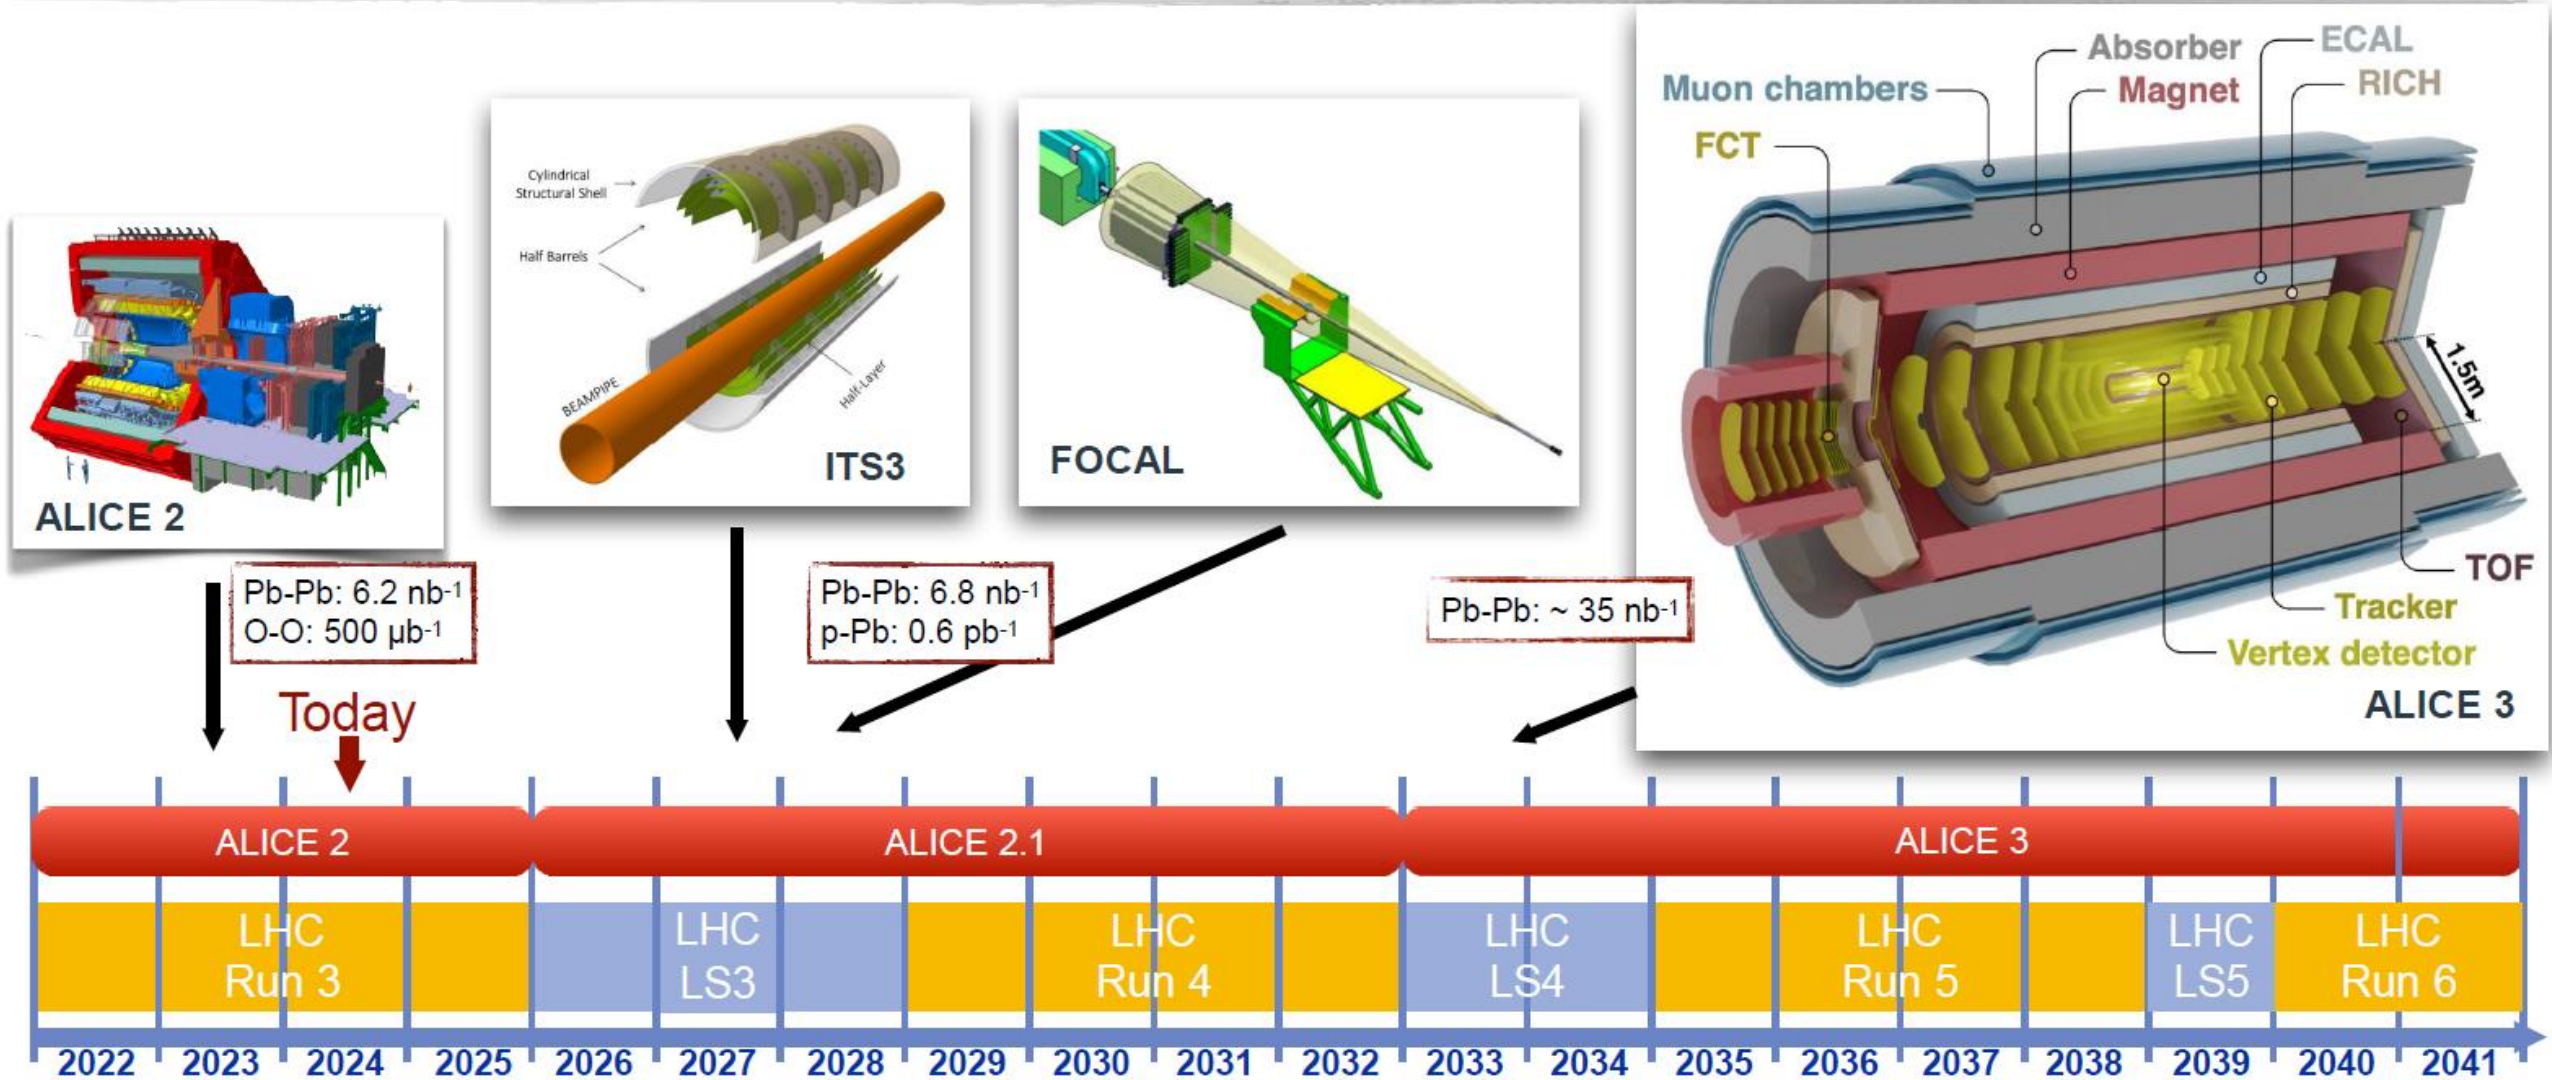 ALICE 2
Cylindrical
Structural Shell
Half Barrels
BEAMPIPE
Half-Layer
ITS3
FOCAL
Absorber
ECAL
Muon chambers
Magnet
RICH
FCT
1.5m
TOF
Tracker
Vertex detector
ALICE 3
Pb-Pb: 6.2 nb⁻¹
O-O: 500 µb⁻¹
Pb-Pb: 6.8 nb⁻¹
p-Pb: 0.6 pb⁻¹
Pb-Pb: ~ 35 nb⁻¹
Today
ALICE 2
ALICE 2.1
ALICE 3
LHC
Run 3
LHC
LS3
LHC
Run 4
LHC
LS4
LHC
Run 5
LHC
LS5
LHC
Run 6
2022 2023 2024 2025 2026 2027 2028 2029 2030 2031 2032 2033 2034 2035 2036 2037 2038 2039 2040 2041